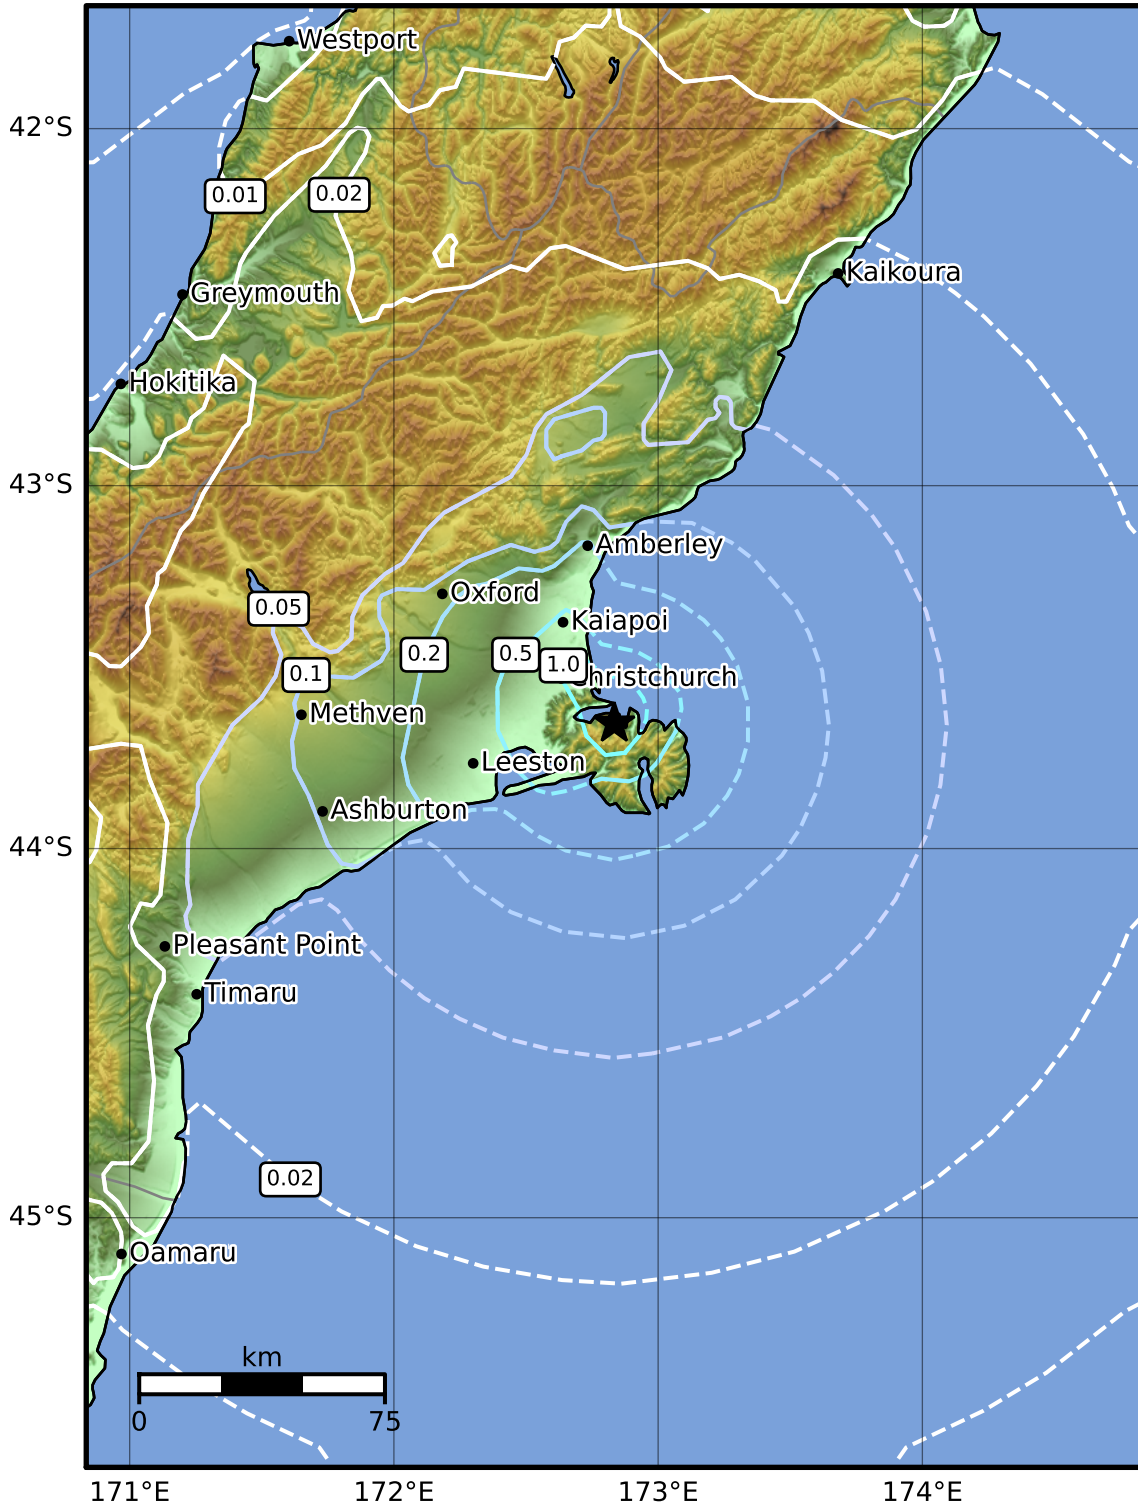 Westport
42°S
0.01
0.02
Kaikoura
Greymouth
Hokitika
43°S
Amberley
Oxford
0.05
Kaiapoi
0.2
0.5
1.0
0.1
Christchurch
Methven
Leeston
Ashburton
44°S
Pleasant Point
Timaru
0.02
45°S
Oamaru
km
0
75
171°E
172°E
173°E
174°E